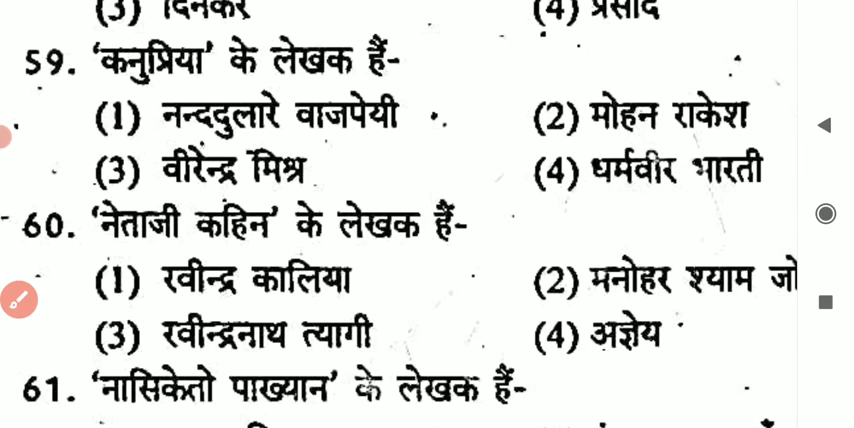 (3) दिनकर (4) प्रसाद
59. 'कनुप्रिया' के लेखक हैं-
(1) नन्ददुलारे वाजपेयी (2) मोहन राकेश
(3) वीरेन्द्र मिश्र (4) धर्मवीर भारती
60. 'नेताजी कहिन' के लेखक हैं-
(1) रवीन्द्र कालिया (2) मनोहर श्याम जो
(3) रवीन्द्रनाथ त्यागी (4) अज्ञेय
61. 'नासिकेतो पाख्यान' के लेखक हैं-